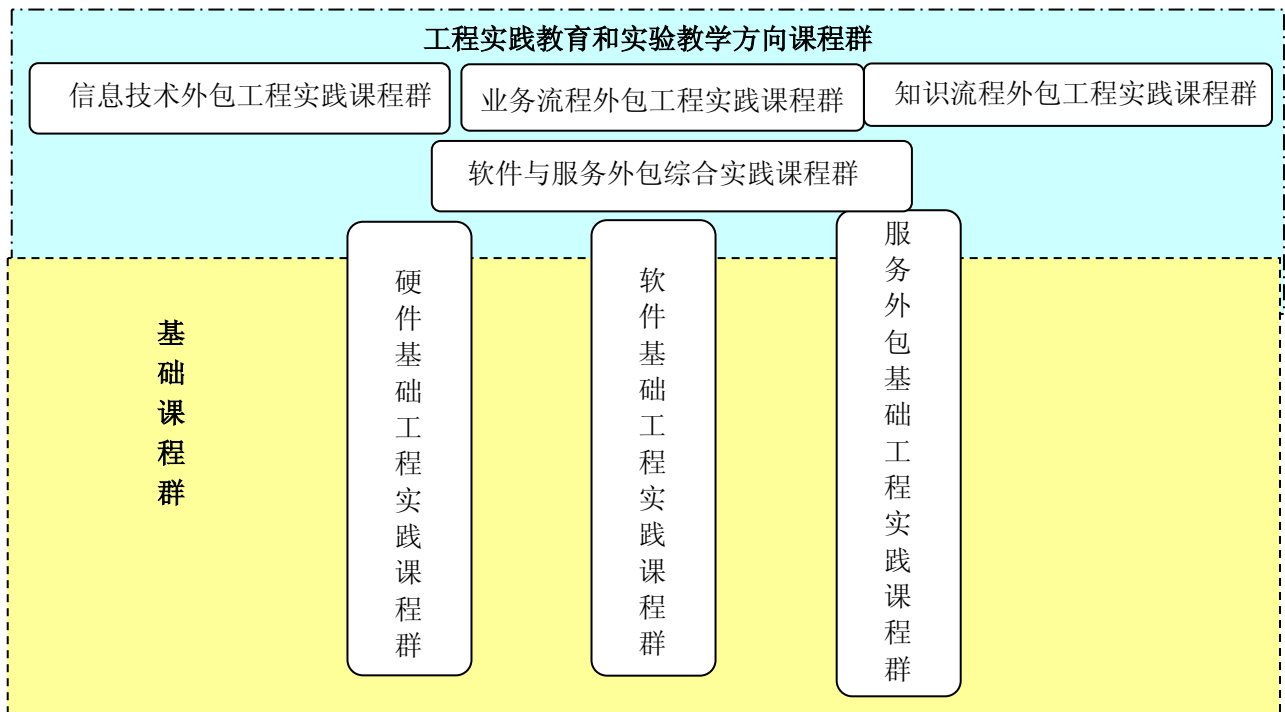 工程实践教育和实验教学方向课程群
信息技术外包工程实践课程群
业务流程外包工程实践课程群
知识流程外包工程实践课程群
软件与服务外包综合实践课程群
基础课程群
硬件基础工程实践课程群
软件基础工程实践课程群
服务外包基础工程实践课程群